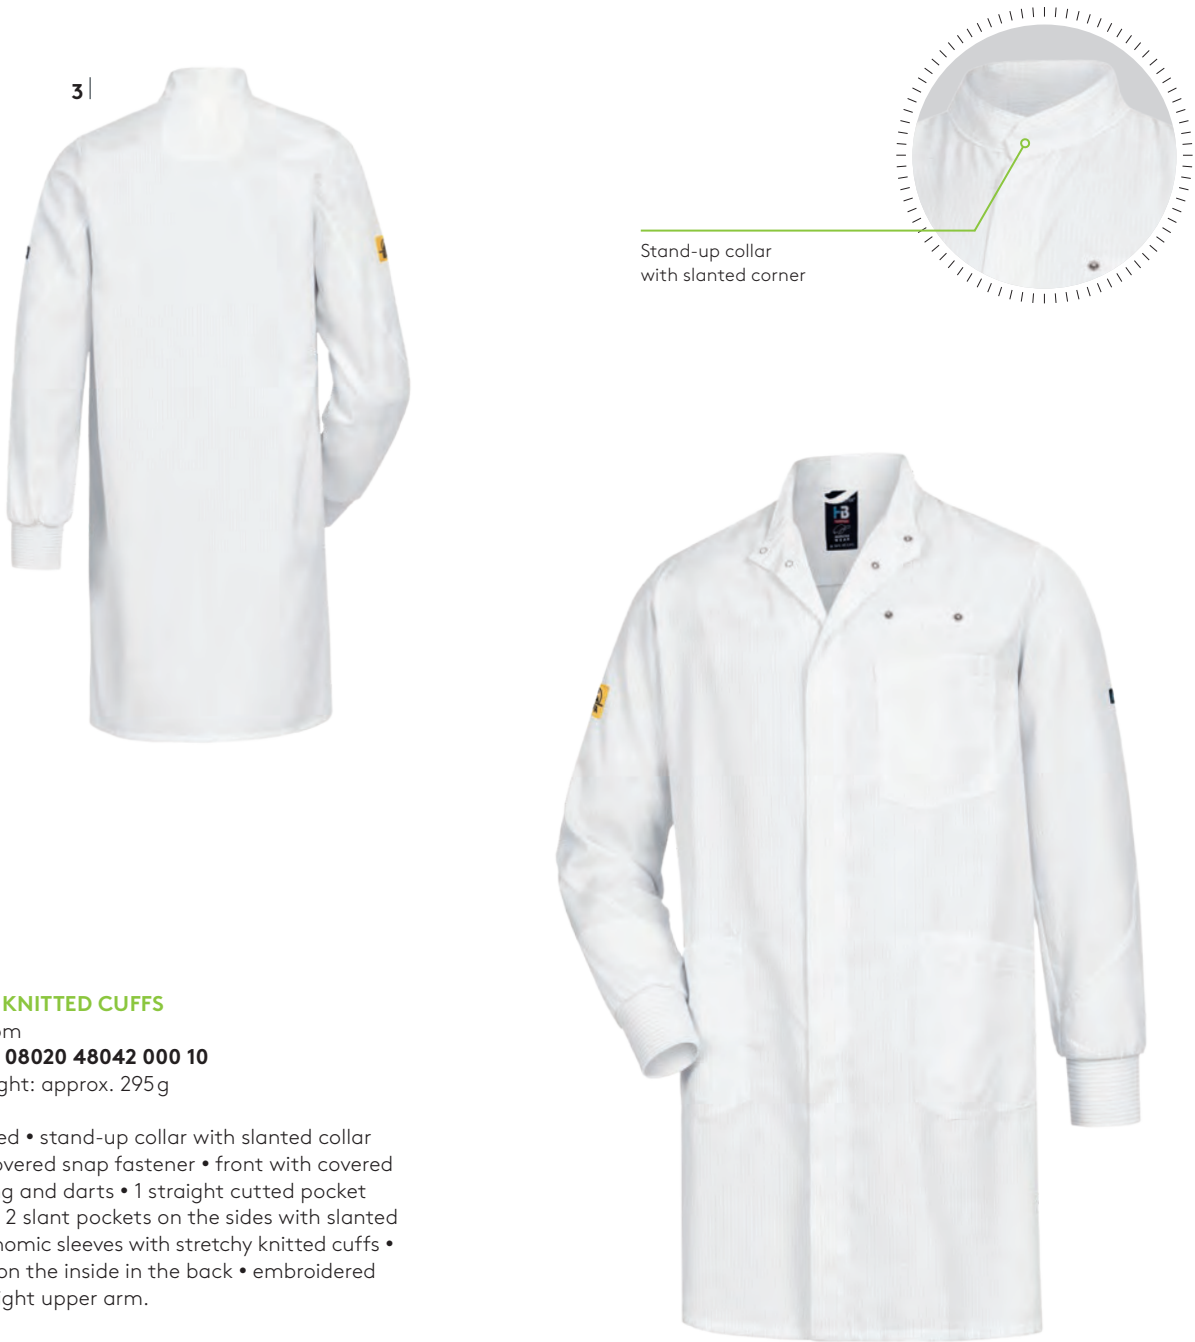 3
Stand-up collar
with slanted corner
HB
KNITTED CUFFS
om
08020 48042 000 10
ght: approx. 295 g
ed • stand-up collar with slanted collar
overed snap fastener • front with covered
g and darts • 1 straight cutted pocket
2 slant pockets on the sides with slanted
nomic sleeves with stretchy knitted cuffs •
on the inside in the back • embroidered
ight upper arm.